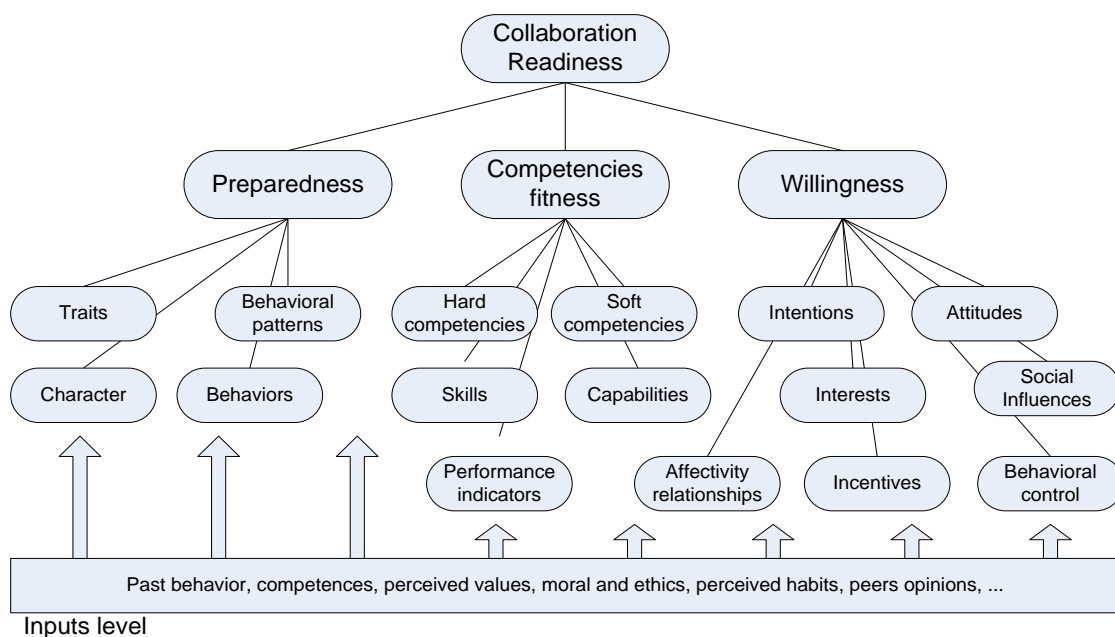 Collaboration
Readiness
Preparedness
Competencies
fitness
Willingness
Traits
Behavioral
patterns
Hard
competencies
Soft
competencies
Intentions
Attitudes
Character
Behaviors
Skills
Capabilities
Interests
Social
Influences
Performance
indicators
Affectivity
relationships
Incentives
Behavioral
control
Past behavior, competences, perceived values, moral and ethics, perceived habits, peers opinions, ...
Inputs level